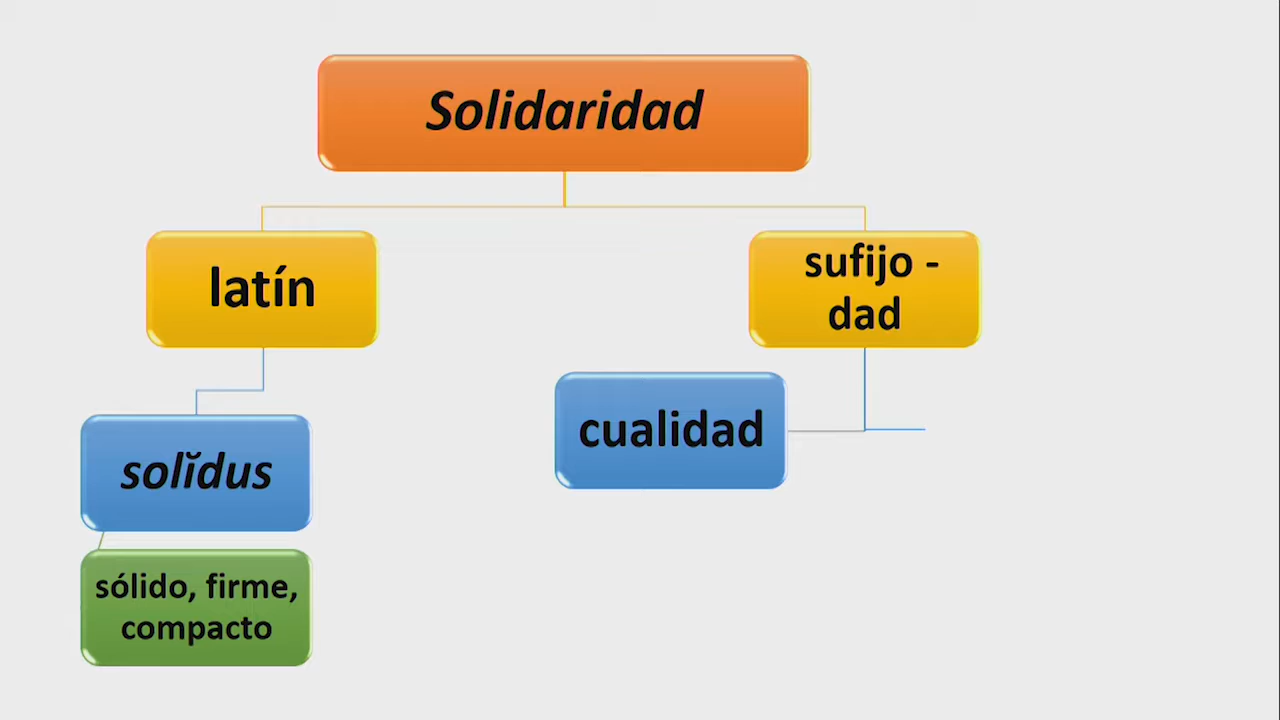 Solidaridad
latín
sufijo -
dad
cualidad
solĭdus
sólido, firme,
compacto